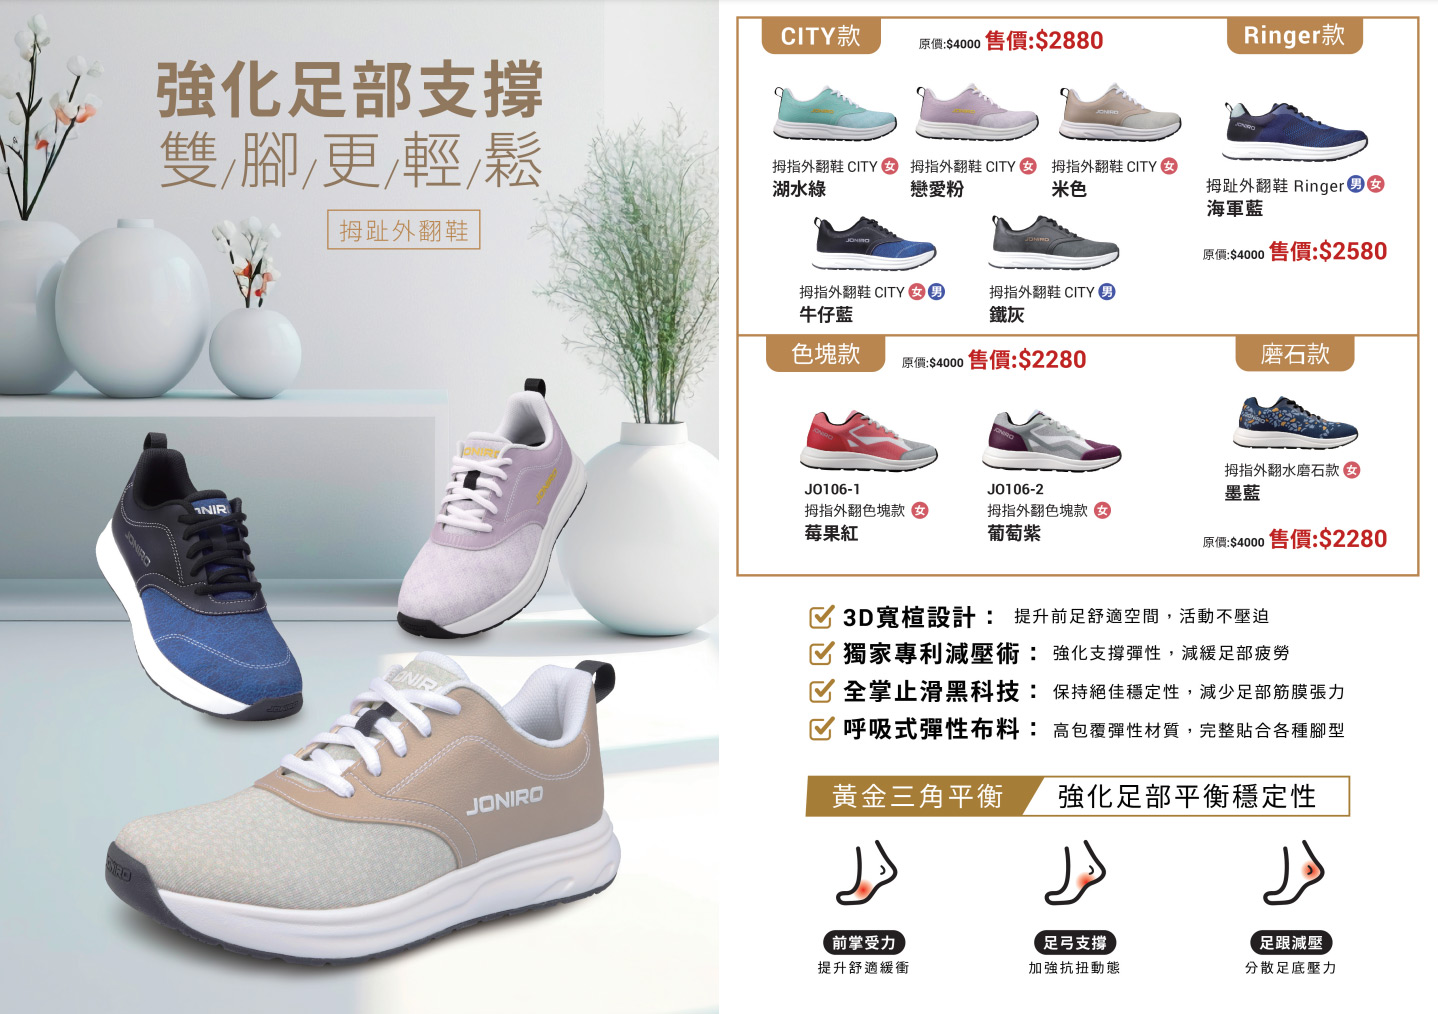 強化足部支撐
雙/腳/更/輕/鬆
拇趾外翻鞋
JONIRO
JONIRO
JONIRO
CITY款
原價:$4000 售價:$2880
Ringer款
拇指外翻鞋 CITY 女
湖水綠
拇指外翻鞋 CITY 女
戀愛粉
拇指外翻鞋 CITY 女
米色
拇趾外翻鞋 Ringer 男 女
海軍藍
原價:$4000 售價:$2580
JONIRO
JONIRO
拇指外翻鞋 CITY 女 男
牛仔藍
拇指外翻鞋 CITY 男
鐵灰
色塊款
原價:$4000 售價:$2280
磨石款
JO106-1
拇指外翻色塊款 女
莓果紅
JO106-2
拇指外翻色塊款 女
葡萄紫
拇指外翻水磨石款 女
墨藍
原價:$4000 售價:$2280
3D寬楦設計： 提升前足舒適空間，活動不壓迫
獨家專利減壓術： 強化支撐彈性，減緩足部疲勞
全掌止滑黑科技： 保持絕佳穩定性，減少足部筋膜張力
呼吸式彈性布料： 高包覆彈性材質，完整貼合各種腳型
黃金三角平衡 強化足部平衡穩定性
前掌受力
提升舒適緩衝
足弓支撐
加強抗扭動態
足跟減壓
分散足底壓力